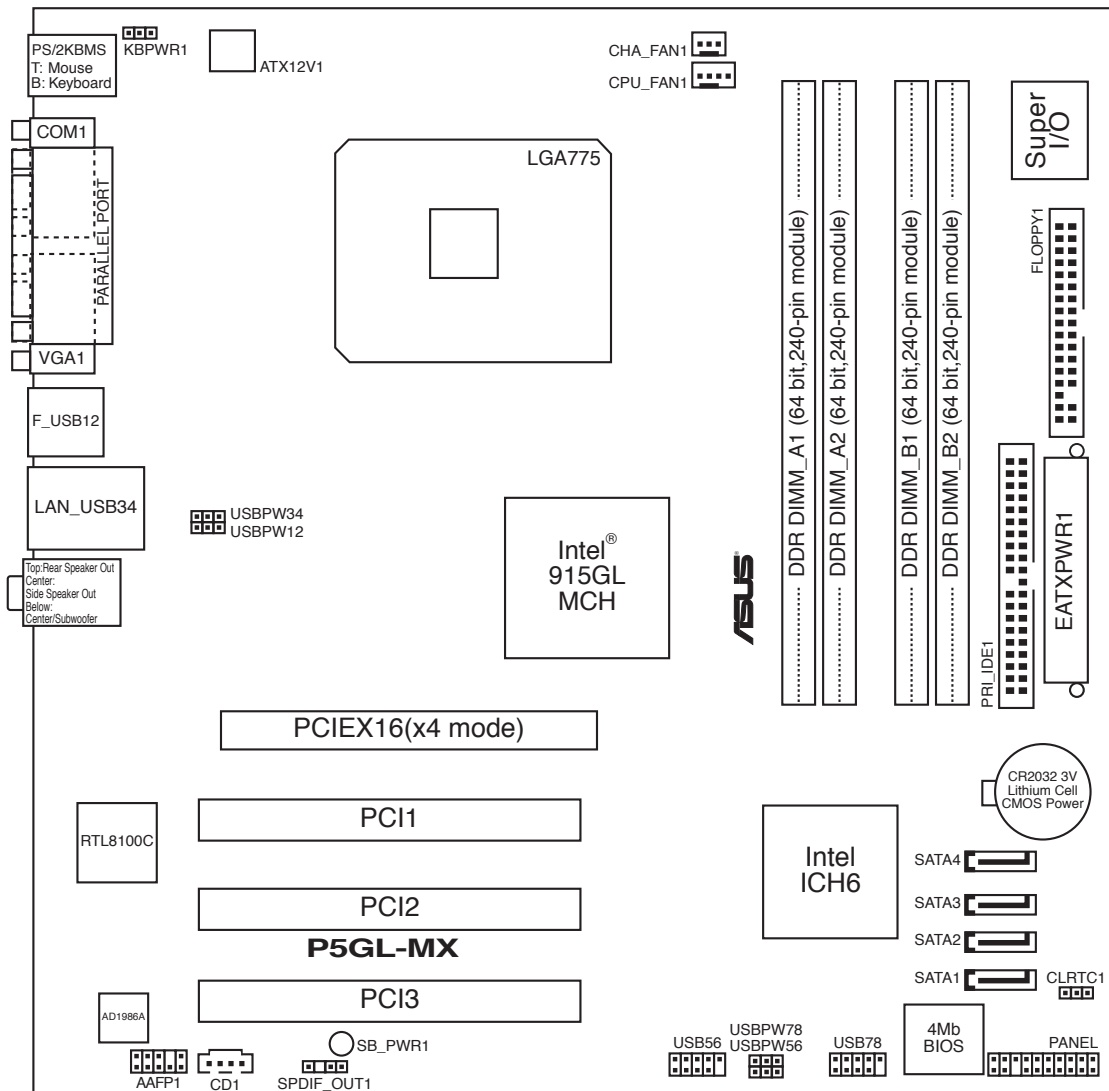 PS/2KBMS
T: Mouse
B: Keyboard
KBPWR1
ATX12V1
CHA_FAN1
CPU_FAN1
COM1
PARALLEL PORT
VGA1
LGA775
Super
I/O
FLOPPY1
DDR DIMM_A1 (64 bit,240-pin module)
DDR DIMM_A2 (64 bit,240-pin module)
DDR DIMM_B1 (64 bit,240-pin module)
DDR DIMM_B2 (64 bit,240-pin module)
F_USB12
LAN_USB34
USBPW34
USBPW12
Top:Rear Speaker Out
Center:
Side Speaker Out
Below:
Center/Subwoofer
Intel®
915GL
MCH
ASUS®
PRI_IDE1
EATXPWR1
PCIEX16(x4 mode)
CR2032 3V
Lithium Cell
CMOS Power
RTL8100C
PCI1
Intel
ICH6
SATA4
SATA3
SATA2
SATA1
CLRTC1
PCI2
P5GL-MX
PCI3
AD1986A
SB_PWR1
AAFP1
CD1
SPDIF_OUT1
USB56
USBPW78
USBPW56
USB78
4Mb
BIOS
PANEL